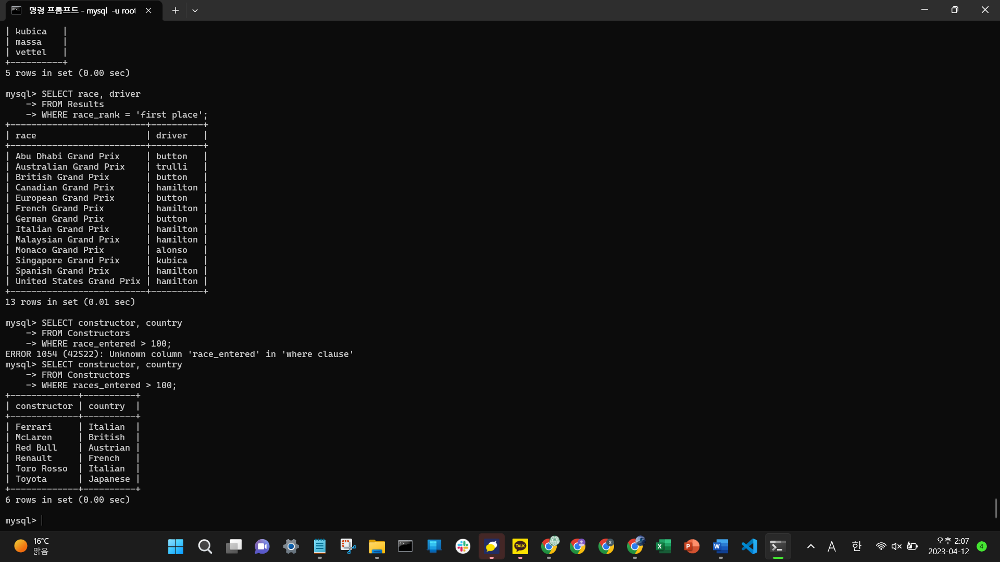 명령 프롬프트 - mysql  -u root
| kubica   |
| massa    |
| vettel   |
+----------+
5 rows in set (0.00 sec)
mysql> SELECT race, driver
    -> FROM Results
    -> WHERE race_rank = 'first place';
+--------------------------+----------+
| race                     | driver   |
+--------------------------+----------+
| Abu Dhabi Grand Prix     | button   |
| Australian Grand Prix    | trulli   |
| British Grand Prix       | button   |
| Canadian Grand Prix      | hamilton |
| European Grand Prix      | button   |
| French Grand Prix        | hamilton |
| German Grand Prix        | button   |
| Italian Grand Prix       | hamilton |
| Malaysian Grand Prix     | hamilton |
| Monaco Grand Prix        | alonso   |
| Singapore Grand Prix     | kubica   |
| Spanish Grand Prix       | hamilton |
| United States Grand Prix | hamilton |
+--------------------------+----------+
13 rows in set (0.01 sec)
mysql> SELECT constructor, country
    -> FROM Constructors
    -> WHERE race_entered > 100;
ERROR 1054 (42S22): Unknown column 'race_entered' in 'where clause'
mysql> SELECT constructor, country
    -> FROM Constructors
    -> WHERE races_entered > 100;
+-------------+----------+
| constructor | country  |
+-------------+----------+
| Ferrari     | Italian  |
| McLaren     | British  |
| Red Bull    | Austrian |
| Renault     | French   |
| Toro Rosso  | Italian  |
| Toyota      | Japanese |
+-------------+----------+
6 rows in set (0.00 sec)
mysql>
16°C
맑음
TALK
S
X
P
W
A
한
오후 2:07
2023-04-12
4